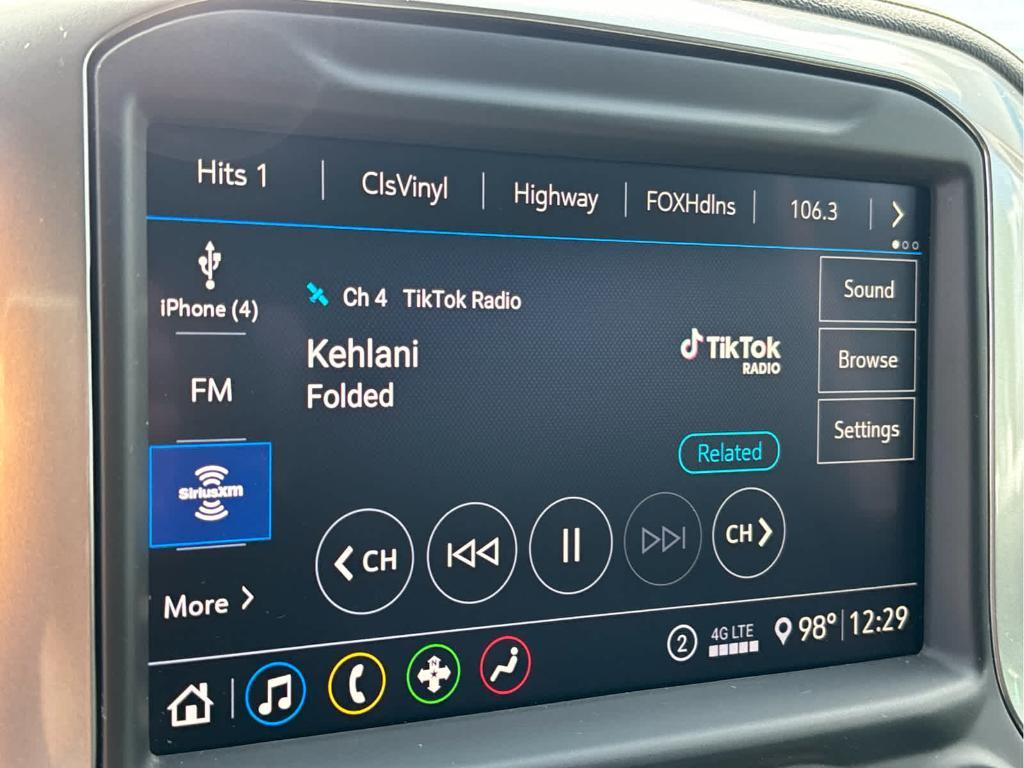 Hits 1 | ClsVinyl | Highway | FOXHdlns | 106.3
iPhone (4)
FM
SiriusXM
More
Ch 4 TikTok Radio
Kehlani
Folded
TikTok
RADIO
Related
Sound
Browse
Settings
CH
CH
2 4G LTE 98° 12:29
N